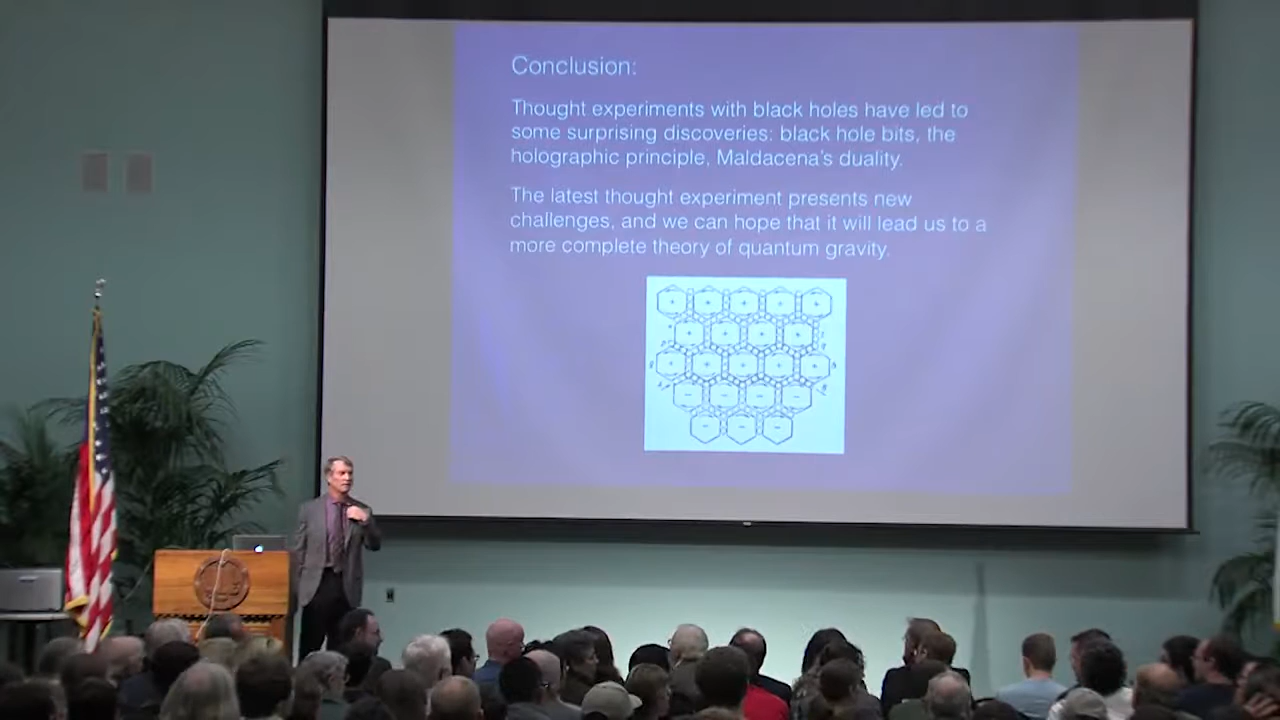 Conclusion:
Thought experiments with black holes have led to
some surprising discoveries: black hole bits, the
holographic principle, Maldacena's duality.
The latest thought experiment presents new
challenges, and we can hope that it will lead us to a
more complete theory of quantum gravity.